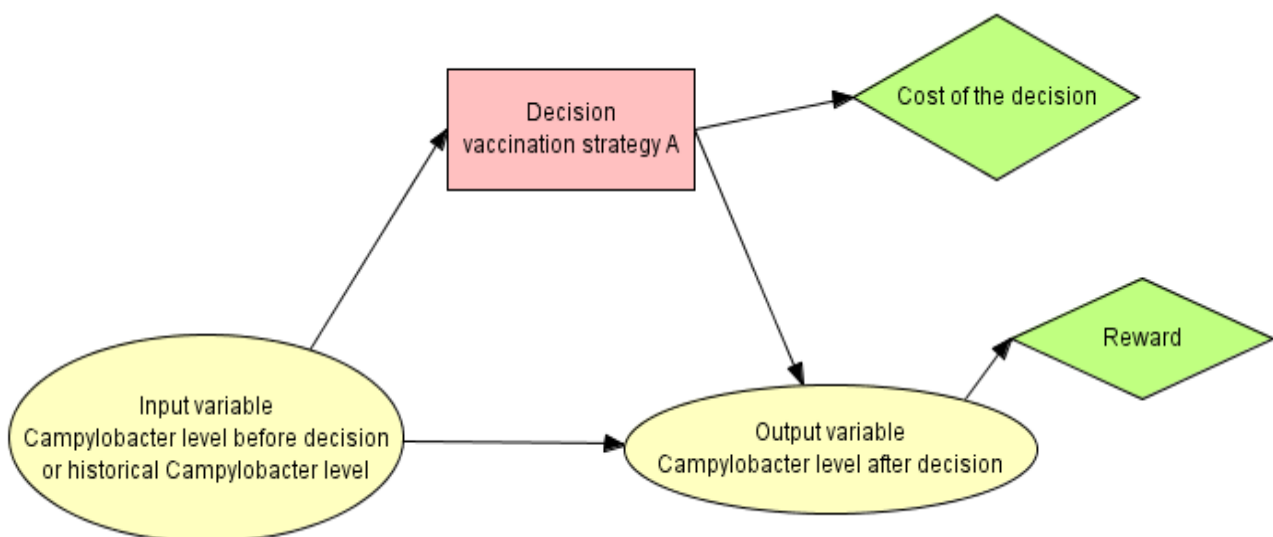 Decision
vaccination strategy A
Cost of the decision
Reward
Input variable
Campylobacter level before decision
or historical Campylobacter level
Output variable
Campylobacter level after decision